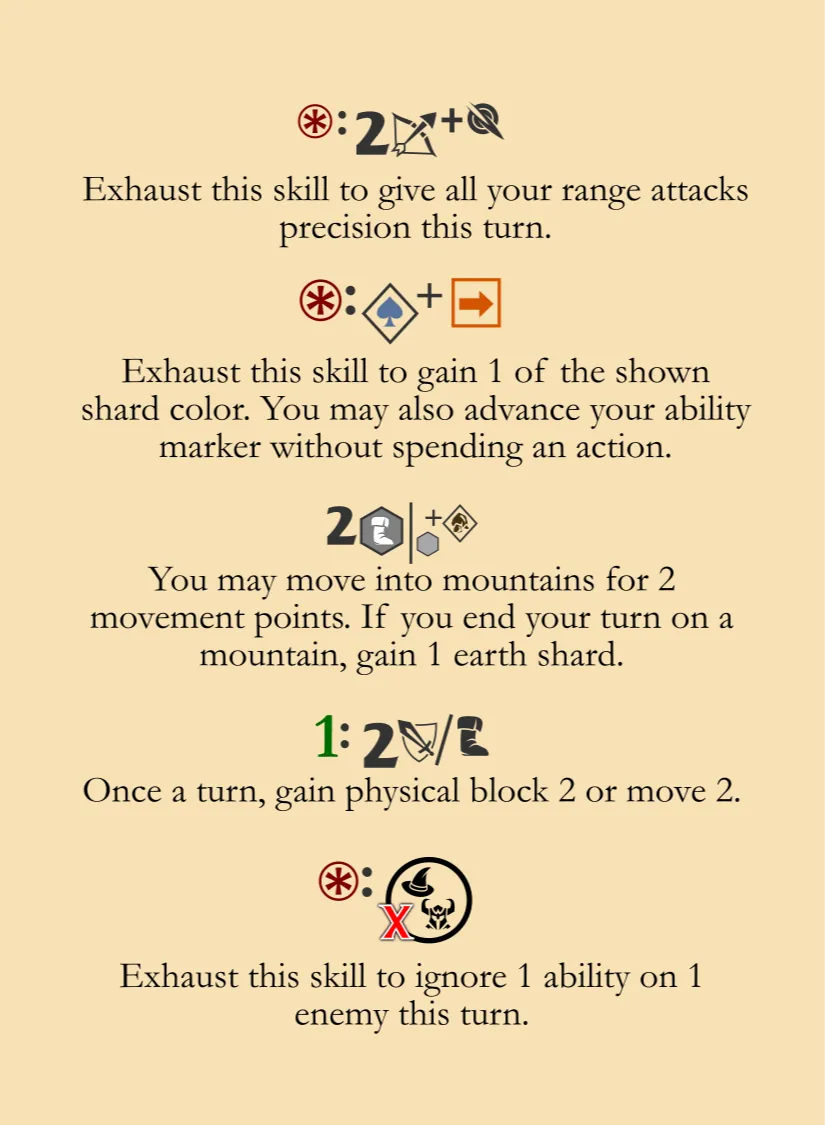 ⊛: 2 +
Exhaust this skill to give all your range attacks
precision this turn.
⊛: ♠ + ➡
Exhaust this skill to gain 1 of the shown
shard color. You may also advance your ability
marker without spending an action.
2 | +
You may move into mountains for 2
movement points. If you end your turn on a
mountain, gain 1 earth shard.
1: 2 /
Once a turn, gain physical block 2 or move 2.
⊛: X
Exhaust this skill to ignore 1 ability on 1
enemy this turn.